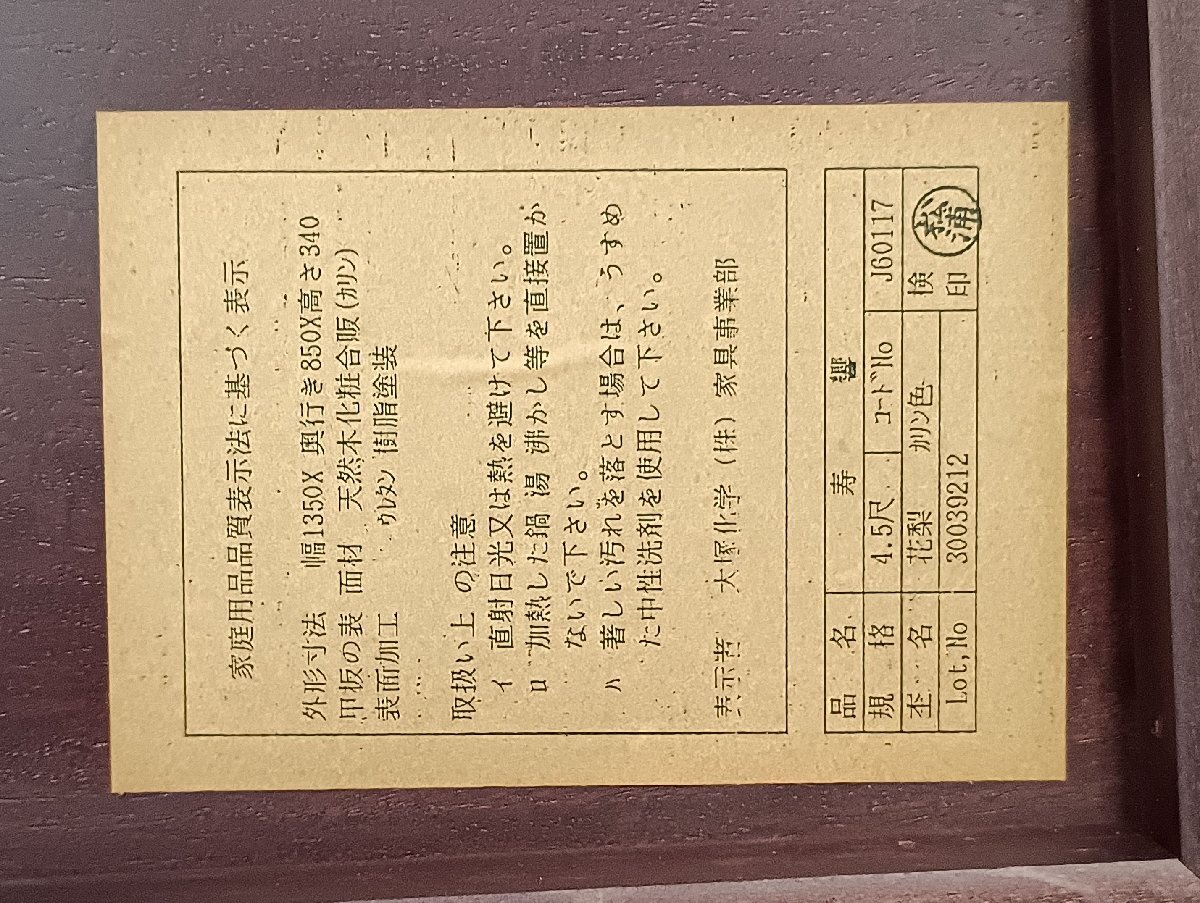 家庭用品品質表示法に基づく表示
外形寸法 幅1350X 奥行き850X高さ340
甲板の表 面材 天然木化粧合販(ｶﾘﾝ)
表面加工 ｳﾚﾀﾝ 樹脂塗装
取扱い上 の注意
イ 直射日光又は熱を避けて下さい。
ロ 加熱した鍋 湯 沸かし等を直接置か
ないで下さい。
ハ 著しい汚れを落とす場合は、うすめ
た中性洗剤を使用して下さい。
表示者 大塚化学（株）家具事業部
品名 寿 響
規格 4.5尺 ｺｰﾄﾞNo J60117
名 花梨 ｶﾘﾝ色 検印
Lot,No 30039212